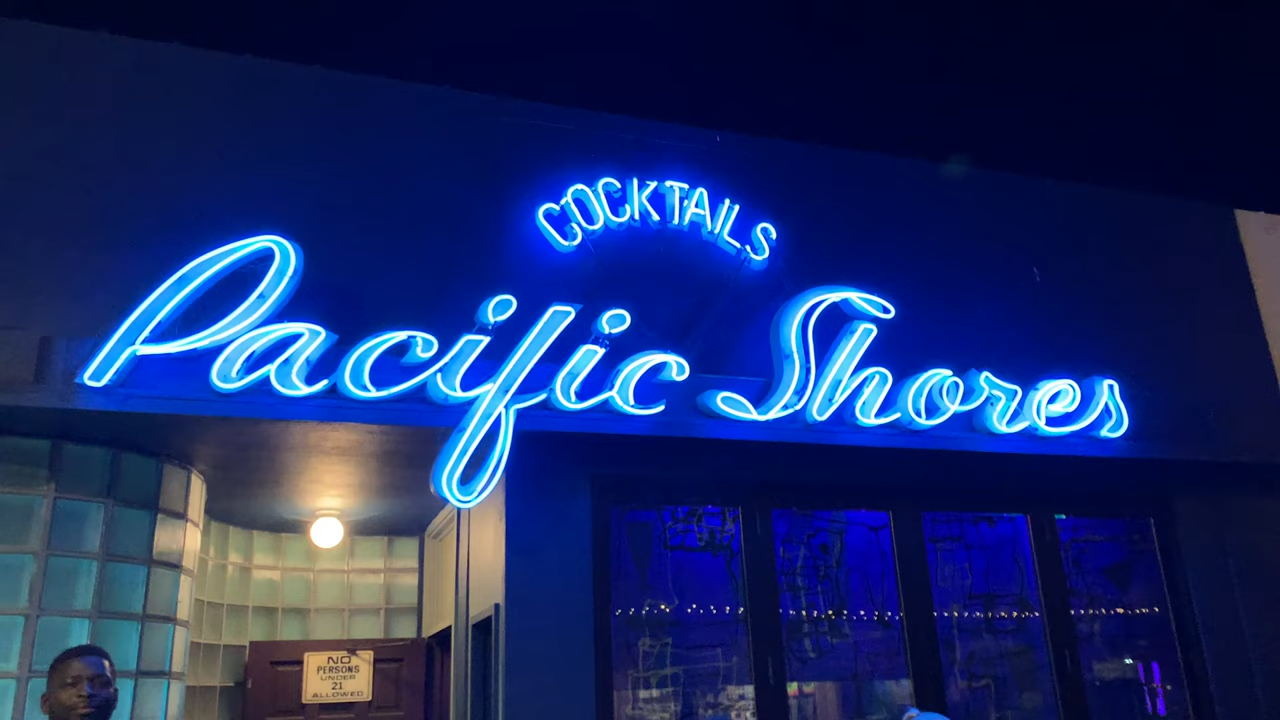 COCKTAILS
Pacific Shores
NO
PERSONS
UNDER
21
ALLOWED